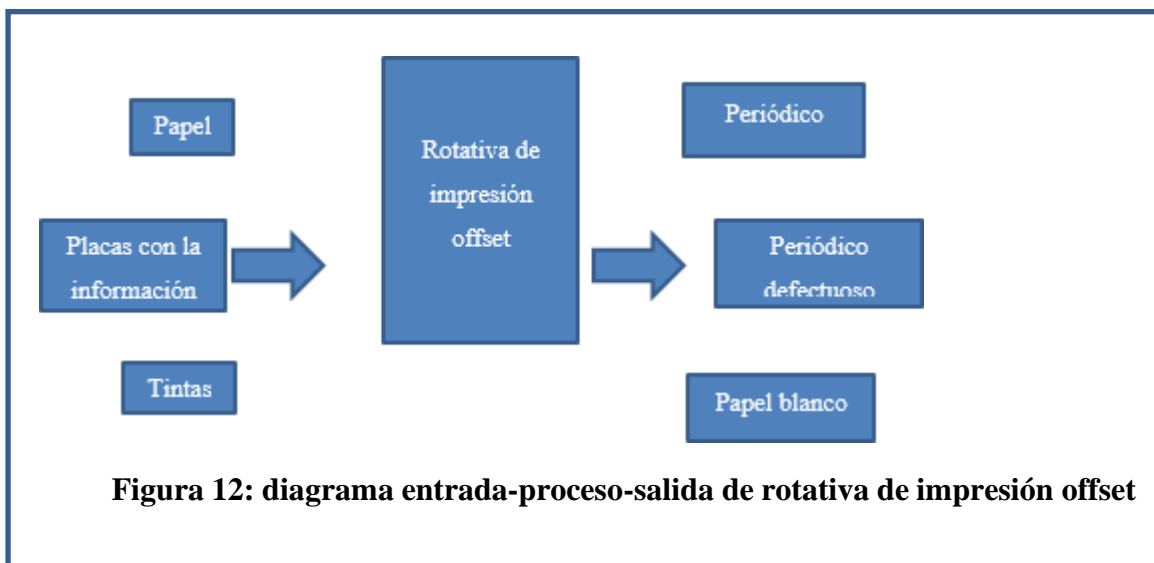 Papel
Placas con la
información
Tintas
Rotativa de
impresión
offset
Periódico
Periódico
defectuoso
Papel blanco
Figura 12: diagrama entrada-proceso-salida de rotativa de impresión offset